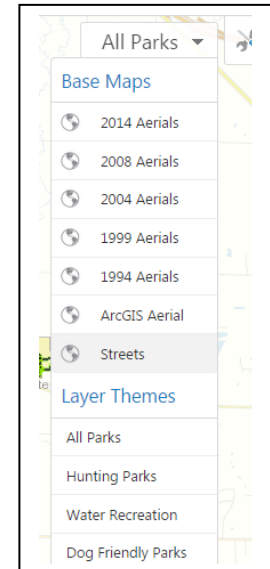 All Parks
Base Maps
2014 Aerials
2008 Aerials
2004 Aerials
1999 Aerials
1994 Aerials
ArcGIS Aerial
Streets
te
Layer Themes
All Parks
Hunting Parks
Water Recreation
Dog Friendly Parks